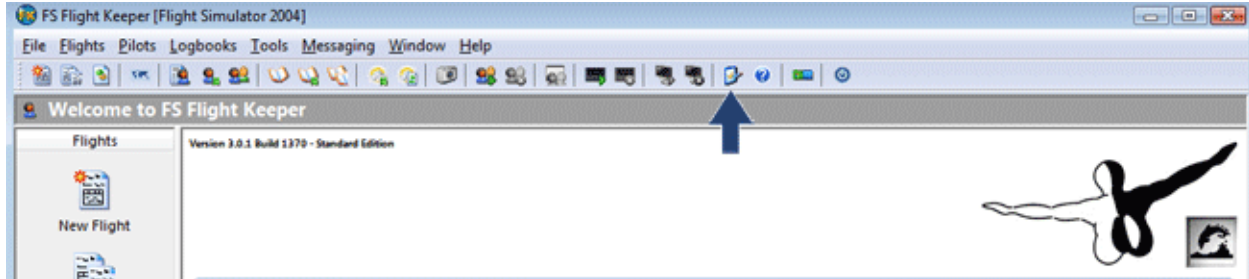 FS Flight Keeper [Flight Simulator 2004]
File Flights Pilots Logbooks Tools Messaging Window Help
Welcome to FS Flight Keeper
Flights
Version 3.0.1 Build 1370 - Standard Edition
New Flight